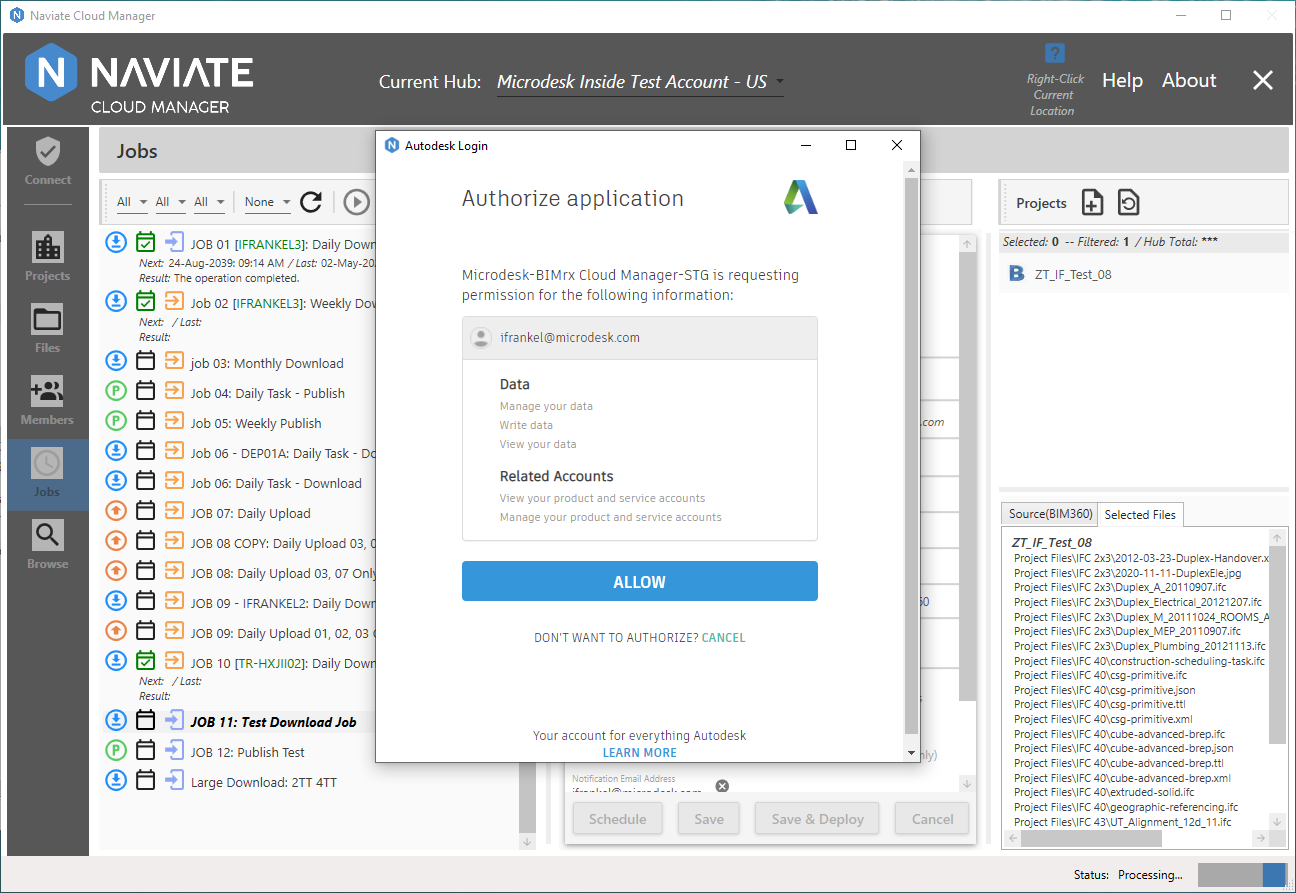 Naviate Cloud Manager
NAVIATE
CLOUD MANAGER
Current Hub: Microdesk Inside Test Account - US
?
Right-Click
Current
Location
Help About
Connect
Projects
Files
Members
Jobs
Browse
Jobs
All All All None
JOB 01 [IFRANKEL3]: Daily Down
Next: 24-Aug-2039: 09:14 AM / Last: 02-May-20
Result: The operation completed.
Job 02 [IFRANKEL3]: Weekly Dow
Next: / Last:
Result:
job 03: Monthly Download
P Job 04: Daily Task - Publish
P Job 05: Weekly Publish
Job 06 - DEP01A: Daily Task - Do
Job 06: Daily Task - Download
JOB 07: Daily Upload
JOB 08 COPY: Daily Upload 03, 0
JOB 08: Daily Upload 03, 07 Only
JOB 09 - IFRANKEL2: Daily Down
JOB 09: Daily Upload 01, 02, 03
JOB 10 [TR-HXJII02]: Daily Down
Next: / Last:
Result:
JOB 11: Test Download Job
P JOB 12: Publish Test
Large Download: 2TT 4TT
Autodesk Login
Authorize application
Microdesk-BIMrx Cloud Manager-STG is requesting
permission for the following information:
ifrankel@microdesk.com
Data
Manage your data
Write data
View your data
Related Accounts
View your product and service accounts
Manage your product and service accounts
ALLOW
DON'T WANT TO AUTHORIZE? CANCEL
Your account for everything Autodesk
LEARN MORE
.com
nly)
Notification Email Address
ifrankel@microdesk.com
Schedule Save Save & Deploy Cancel
Projects
Selected: 0 -- Filtered: 1 / Hub Total: ***
B ZT_IF_Test_08
Source(BIM360) Selected Files
ZT_IF_Test_08
Project Files\IFC 2x3\2012-03-23-Duplex-Handover.x
Project Files\IFC 2x3\2020-11-11-DuplexEle.jpg
Project Files\IFC 2x3\Duplex_A_20110907.ifc
Project Files\IFC 2x3\Duplex_Electrical_20121207.ifc
Project Files\IFC 2x3\Duplex_M_20111024_ROOMS_A
Project Files\IFC 2x3\Duplex_MEP_20110907.ifc
Project Files\IFC 2x3\Duplex_Plumbing_20121113.ifc
Project Files\IFC 40\construction-scheduling-task.ifc
Project Files\IFC 40\csg-primitive.ifc
Project Files\IFC 40\csg-primitive.json
Project Files\IFC 40\csg-primitive.ttl
Project Files\IFC 40\csg-primitive.xml
Project Files\IFC 40\cube-advanced-brep.ifc
Project Files\IFC 40\cube-advanced-brep.json
Project Files\IFC 40\cube-advanced-brep.ttl
Project Files\IFC 40\cube-advanced-brep.xml
Project Files\IFC 40\extruded-solid.ifc
Project Files\IFC 40\geographic-referencing.ifc
Project Files\IFC 43\UT_Alignment_12d_11.ifc
Status: Processing...